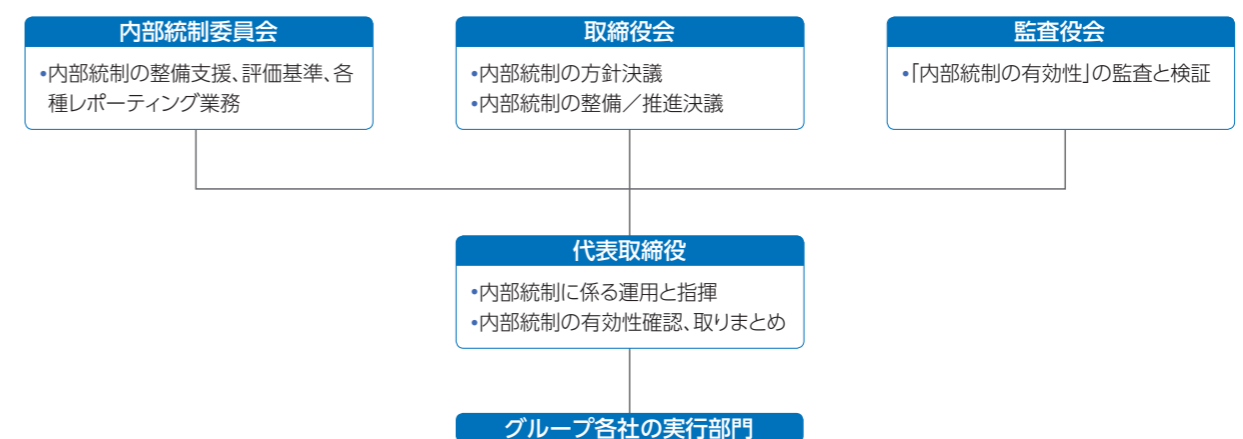 内部統制委員会
•内部統制の整備支援、評価基準、各
種レポーティング業務
取締役会
•内部統制の方針決議
•内部統制の整備／推進決議
監査役会
•「内部統制の有効性」の監査と検証
代表取締役
•内部統制に係る運用と指揮
•内部統制の有効性確認、取りまとめ
グループ各社の実行部門